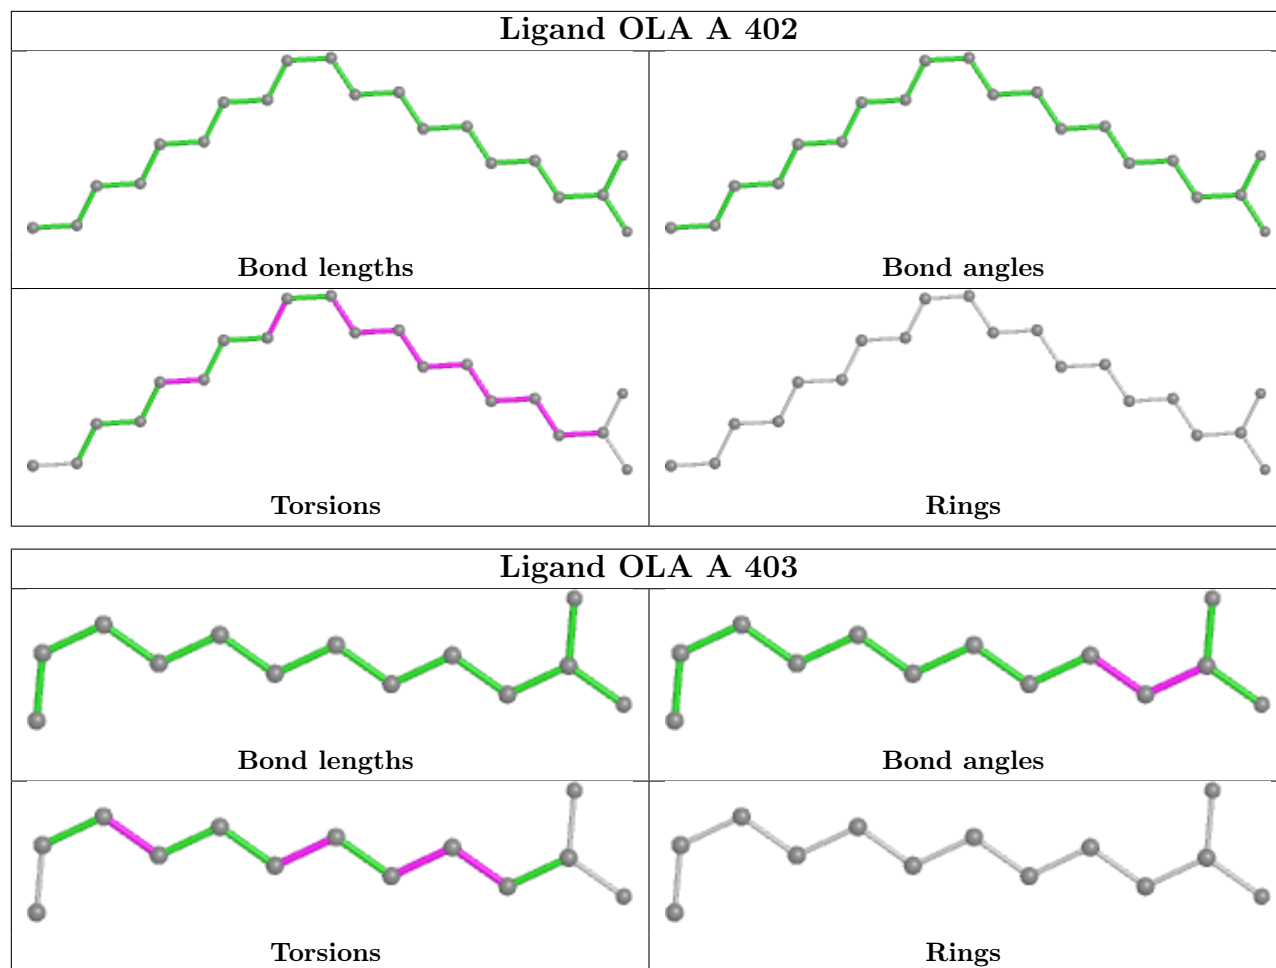 Ligand OLA A 402
Bond lengths
Bond angles
Torsions
Rings
Ligand OLA A 403
Bond lengths
Bond angles
Torsions
Rings